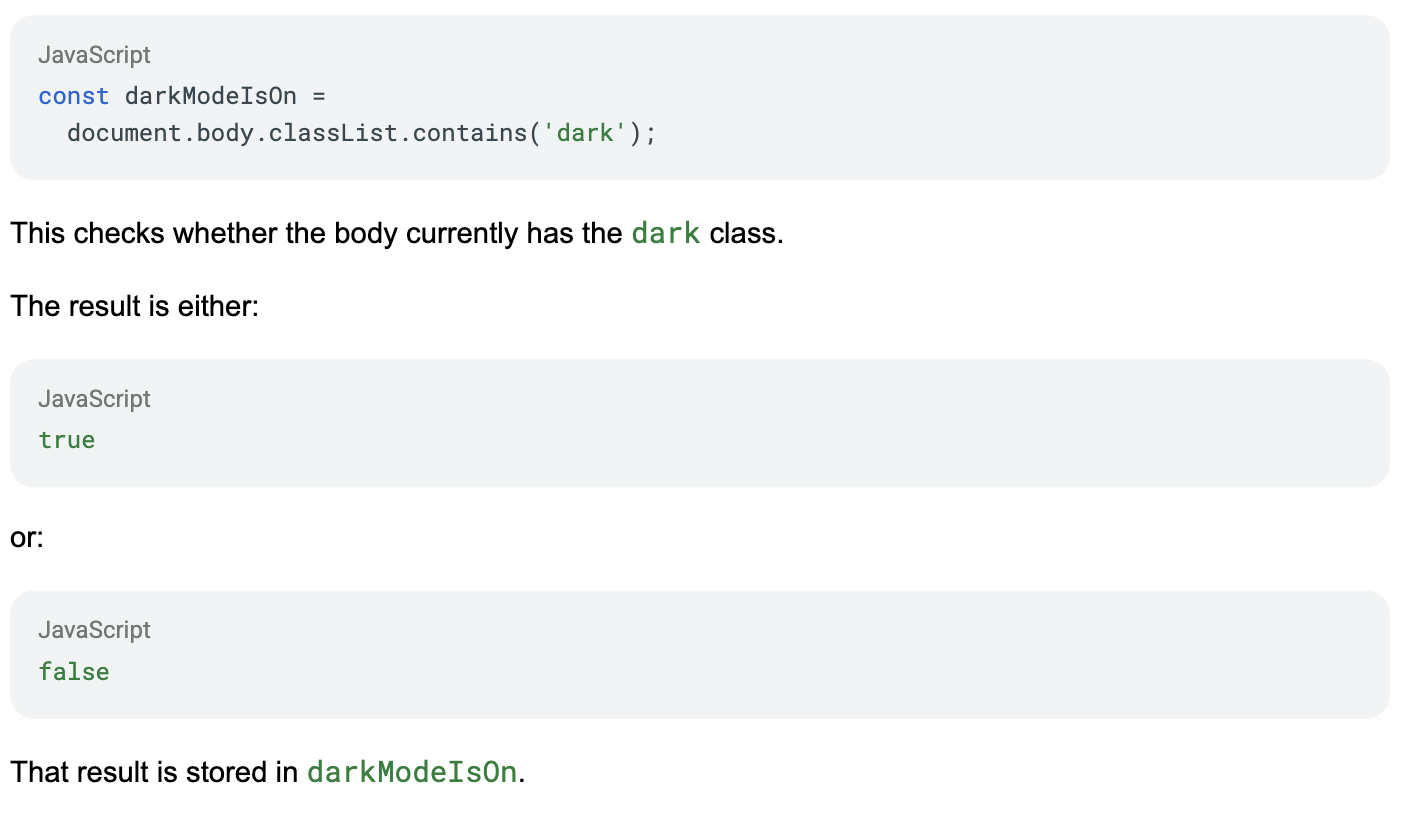 JavaScript
const darkModeIsOn =
  document.body.classList.contains('dark');
This checks whether the body currently has the dark class.
The result is either:
JavaScript
true
or:
JavaScript
false
That result is stored in darkModeIsOn.